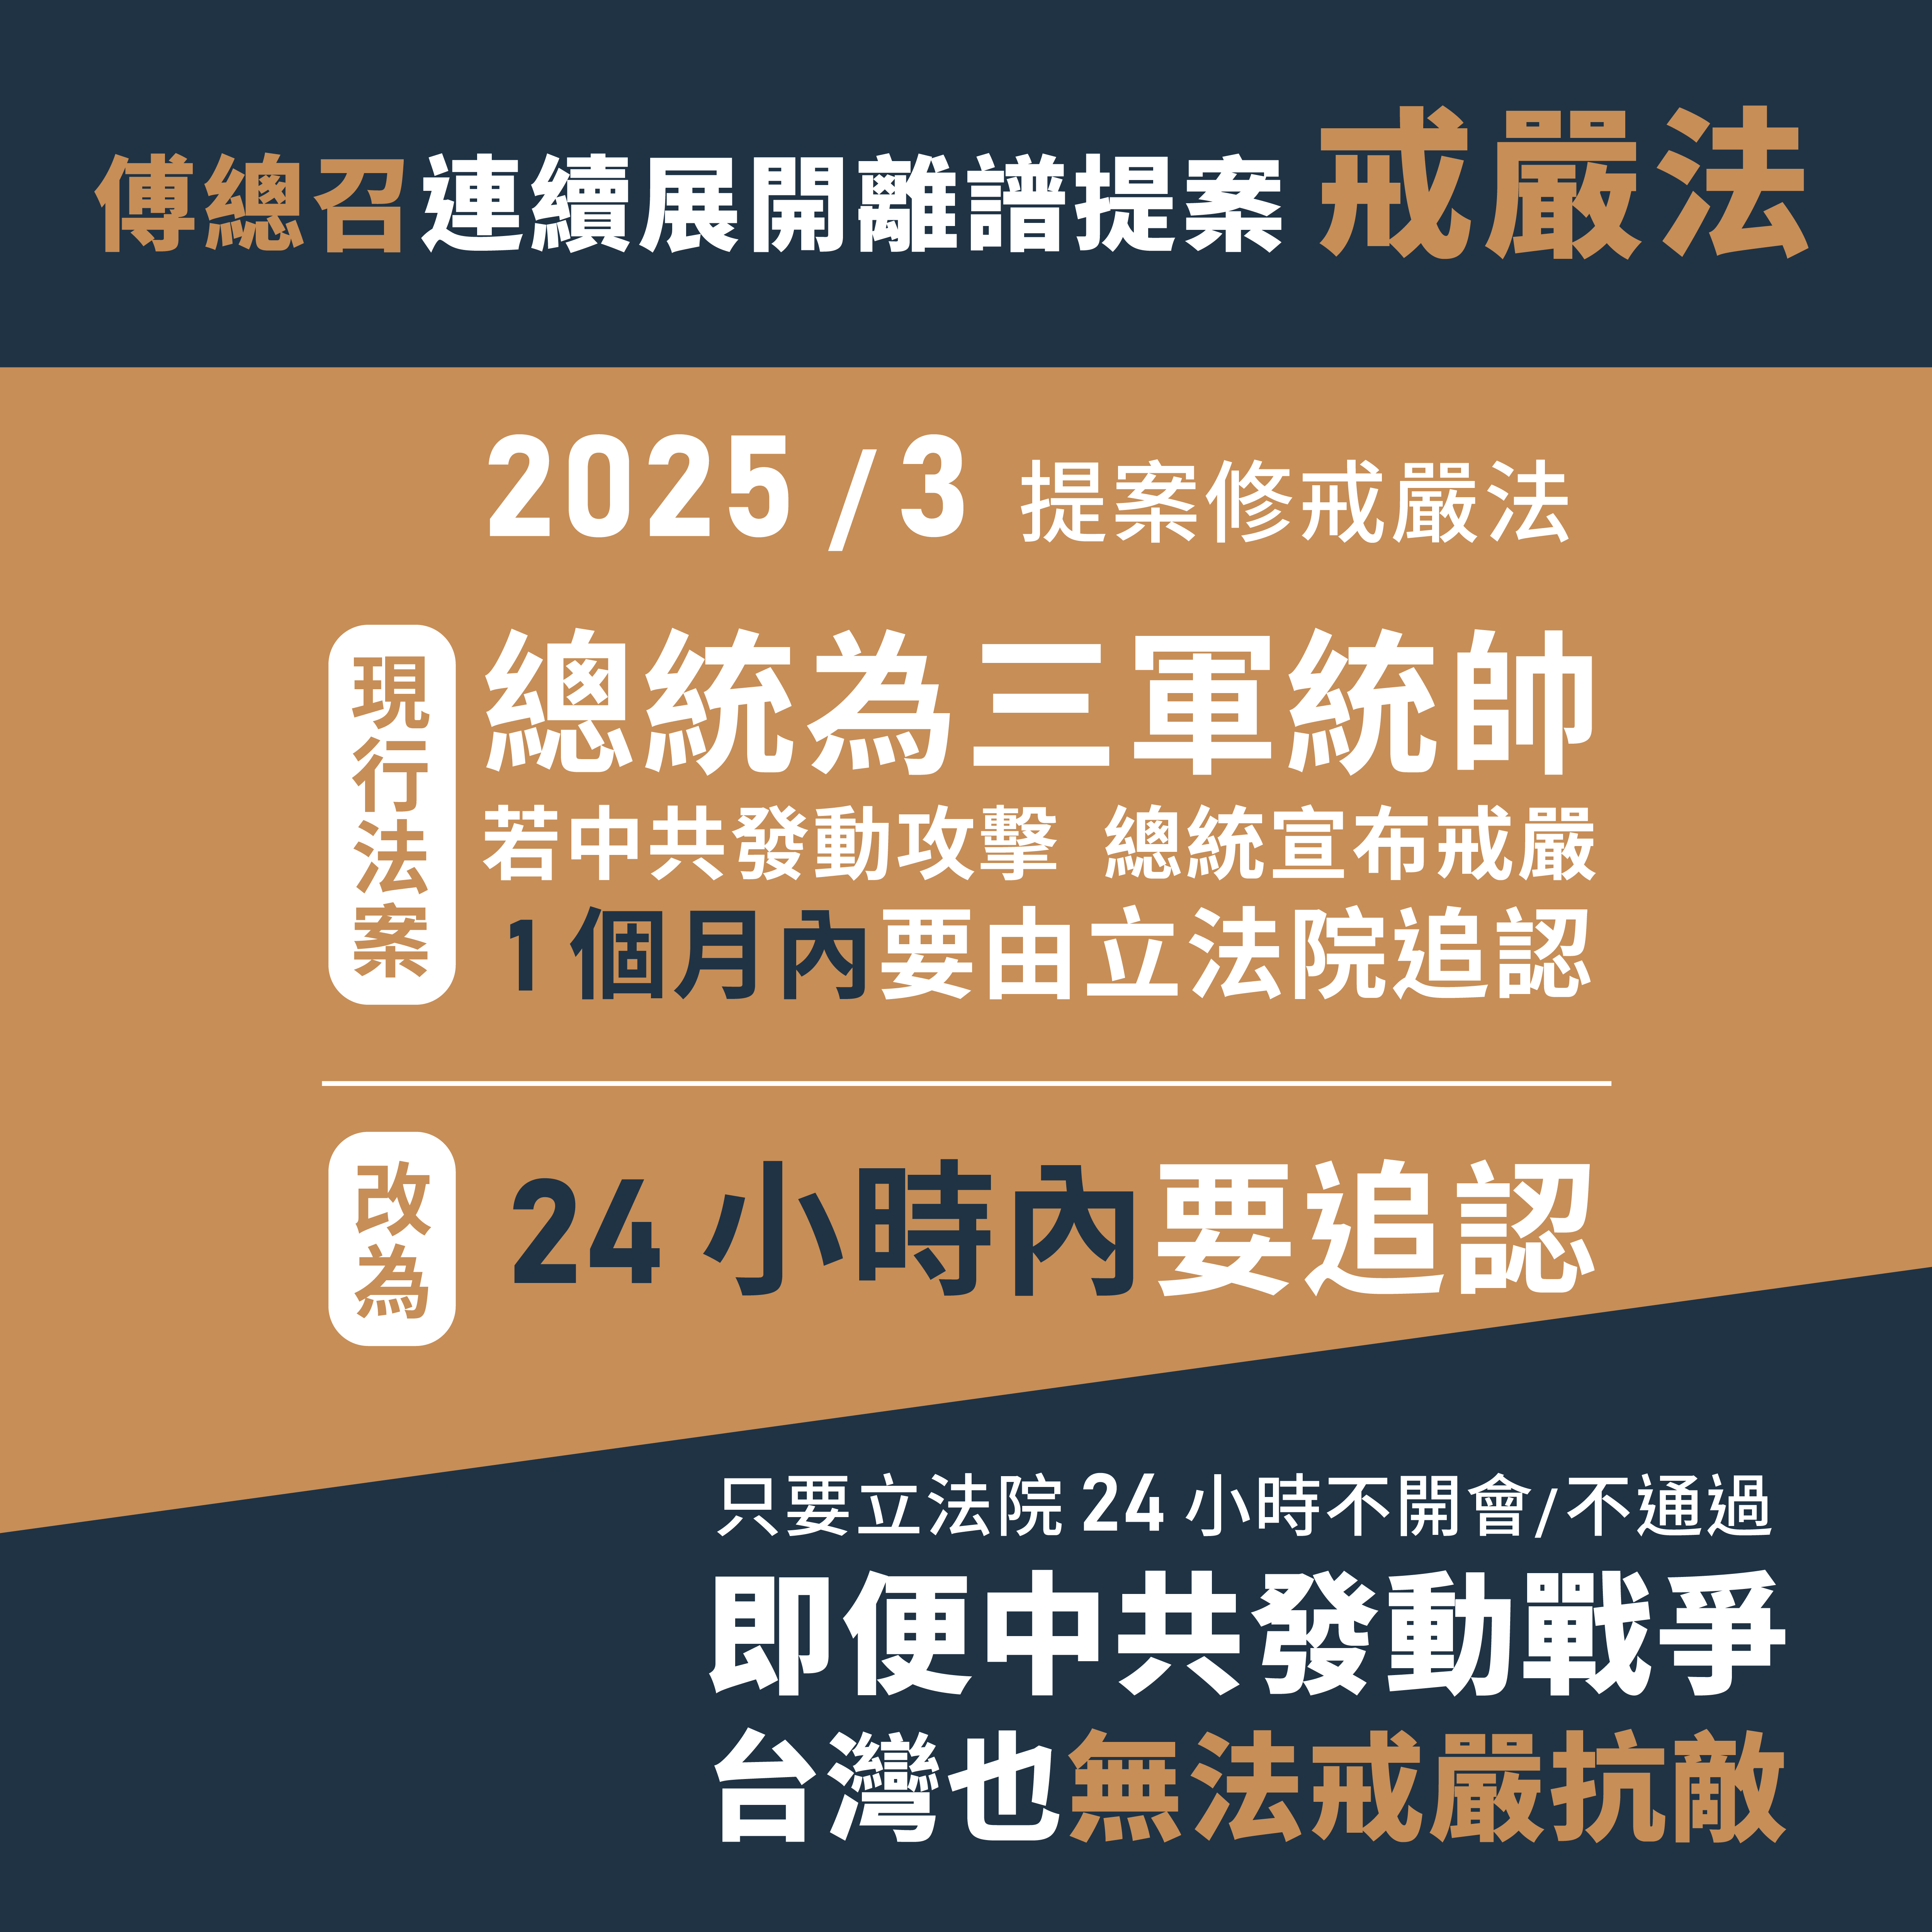 傅總召連續展開離譜提案 戒嚴法
2025/3 提案修戒嚴法
現行法案
總統為三軍統帥
若中共發動攻擊 總統宣布戒嚴
1 個月內要由立法院追認
改為
24 小時內要追認
只要立法院 24 小時不開會/不通過
即便中共發動戰爭
台灣也無法戒嚴抗敵